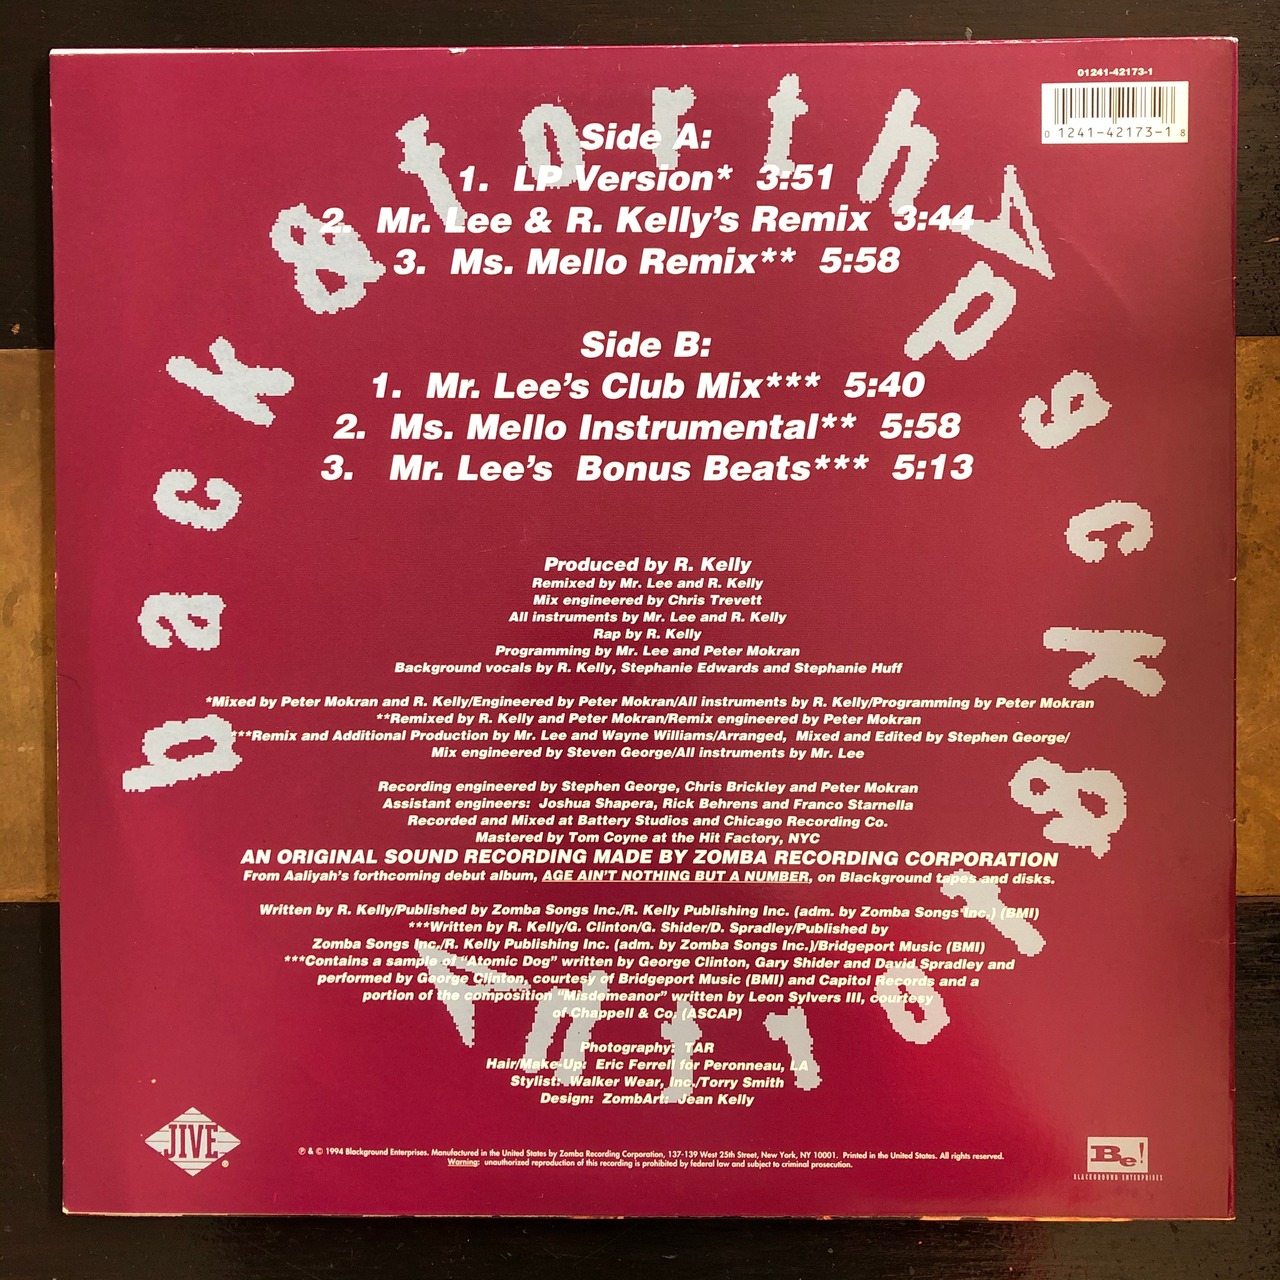 01241-42173-1
0 1241-42173-1 8
back & forth
Side A:
1. LP Version* 3:51
2. Mr. Lee & R. Kelly's Remix 3:44
3. Ms. Mello Remix** 5:58
Side B:
1. Mr. Lee's Club Mix*** 5:40
2. Ms. Mello Instrumental** 5:58
3. Mr. Lee's Bonus Beats*** 5:13
Produced by R. Kelly
Remixed by Mr. Lee and R. Kelly
Mix engineered by Chris Trevett
All instruments by Mr. Lee and R. Kelly
Rap by R. Kelly
Programming by Mr. Lee and Peter Mokran
Background vocals by R. Kelly, Stephanie Edwards and Stephanie Huff
*Mixed by Peter Mokran and R. Kelly/Engineered by Peter Mokran/All instruments by R. Kelly/Programming by Peter Mokran
**Remixed by R. Kelly and Peter Mokran/Remix engineered by Peter Mokran
***Remix and Additional Production by Mr. Lee and Wayne Williams/Arranged, Mixed and Edited by Stephen George/
Mix engineered by Steven George/All instruments by Mr. Lee
Recording engineered by Stephen George, Chris Brickley and Peter Mokran
Assistant engineers: Joshua Shapera, Rick Behrens and Franco Starnella
Recorded and Mixed at Battery Studios and Chicago Recording Co.
Mastered by Tom Coyne at the Hit Factory, NYC
AN ORIGINAL SOUND RECORDING MADE BY ZOMBA RECORDING CORPORATION
From Aaliyah's forthcoming debut album, AGE AIN'T NOTHING BUT A NUMBER, on Blackground tapes and disks.
Written by R. Kelly/Published by Zomba Songs Inc./R. Kelly Publishing Inc. (adm. by Zomba Songs Inc.) (BMI)
***Written by R. Kelly/G. Clinton/G. Shider/D. Spradley/Published by
Zomba Songs Inc./R. Kelly Publishing Inc. (adm. by Zomba Songs Inc.)/Bridgeport Music (BMI)
***Contains a sample of "Atomic Dog" written by George Clinton, Gary Shider and David Spradley and
performed by George Clinton, courtesy of Bridgeport Music (BMI) and Capitol Records and a
portion of the composition "Misdemeanor" written by Leon Sylvers III, courtesy
of Chappell & Co. (ASCAP)
Photography: TAR
Hair/Make-Up: Eric Ferrell for Peronneau, LA
Stylist: Walker Wear, Inc./Torry Smith
Design: ZombArt: Jean Kelly
JIVE ®
℗ & © 1994 Blackground Enterprises. Manufactured in the United States by Zomba Recording Corporation, 137-139 West 25th Street, New York, NY 10001. Printed in the United States. All rights reserved.
Warning: unauthorized reproduction of this recording is prohibited by federal law and subject to criminal prosecution.
Be!
BLACKGROUND ENTERPRISES